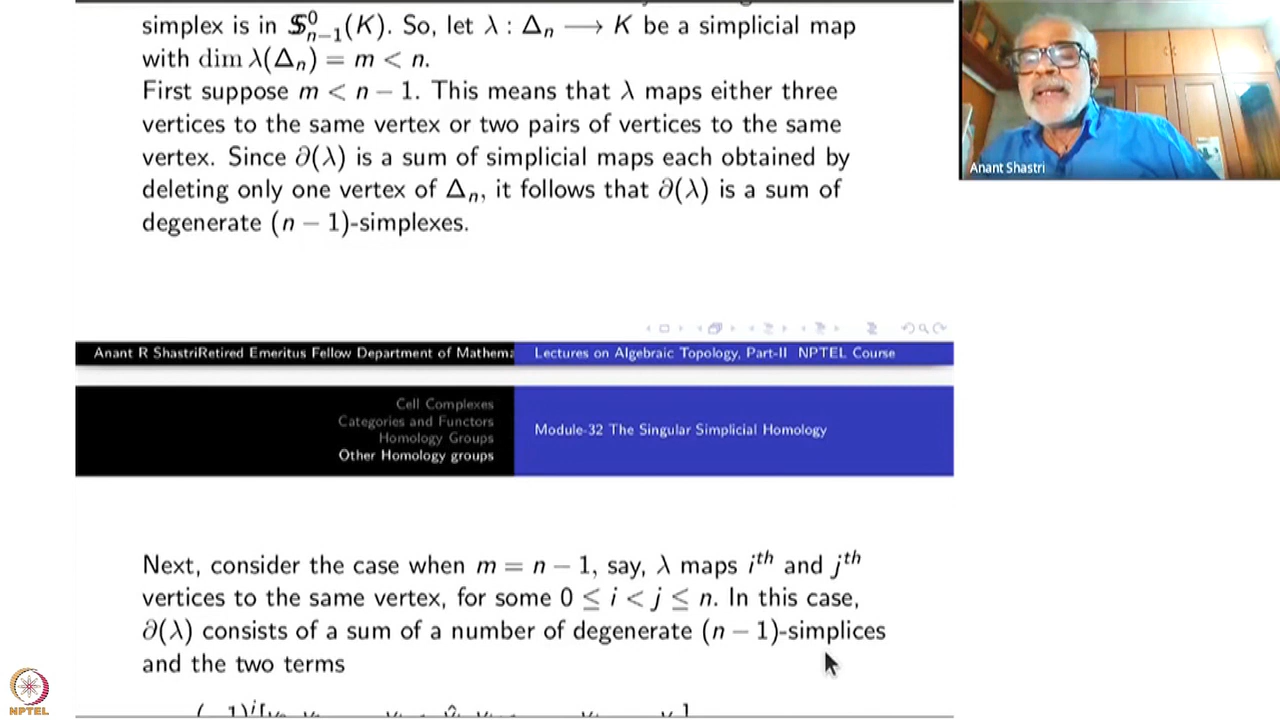 simplex is in 𝕊⁰ₙ₋₁(K). So, let λ : Δₙ ⟶ K be a simplicial map
with dim λ(Δₙ) = m < n.
First suppose m < n − 1. This means that λ maps either three
vertices to the same vertex or two pairs of vertices to the same
vertex. Since ∂(λ) is a sum of simplicial maps each obtained by
deleting only one vertex of Δₙ, it follows that ∂(λ) is a sum of
degenerate (n − 1)-simplexes.
Anant Shastri
Anant R ShastriRetired Emeritus Fellow Department of Mathema
Lectures on Algebraic Topology, Part-II NPTEL Course
Cell Complexes
Categories and Functors
Homology Groups
Other Homology groups
Module-32 The Singular Simplicial Homology
Next, consider the case when m = n − 1, say, λ maps iᵗʰ and jᵗʰ
vertices to the same vertex, for some 0 ≤ i < j ≤ n. In this case,
∂(λ) consists of a sum of a number of degenerate (n − 1)-simplices
and the two terms
NPTEL